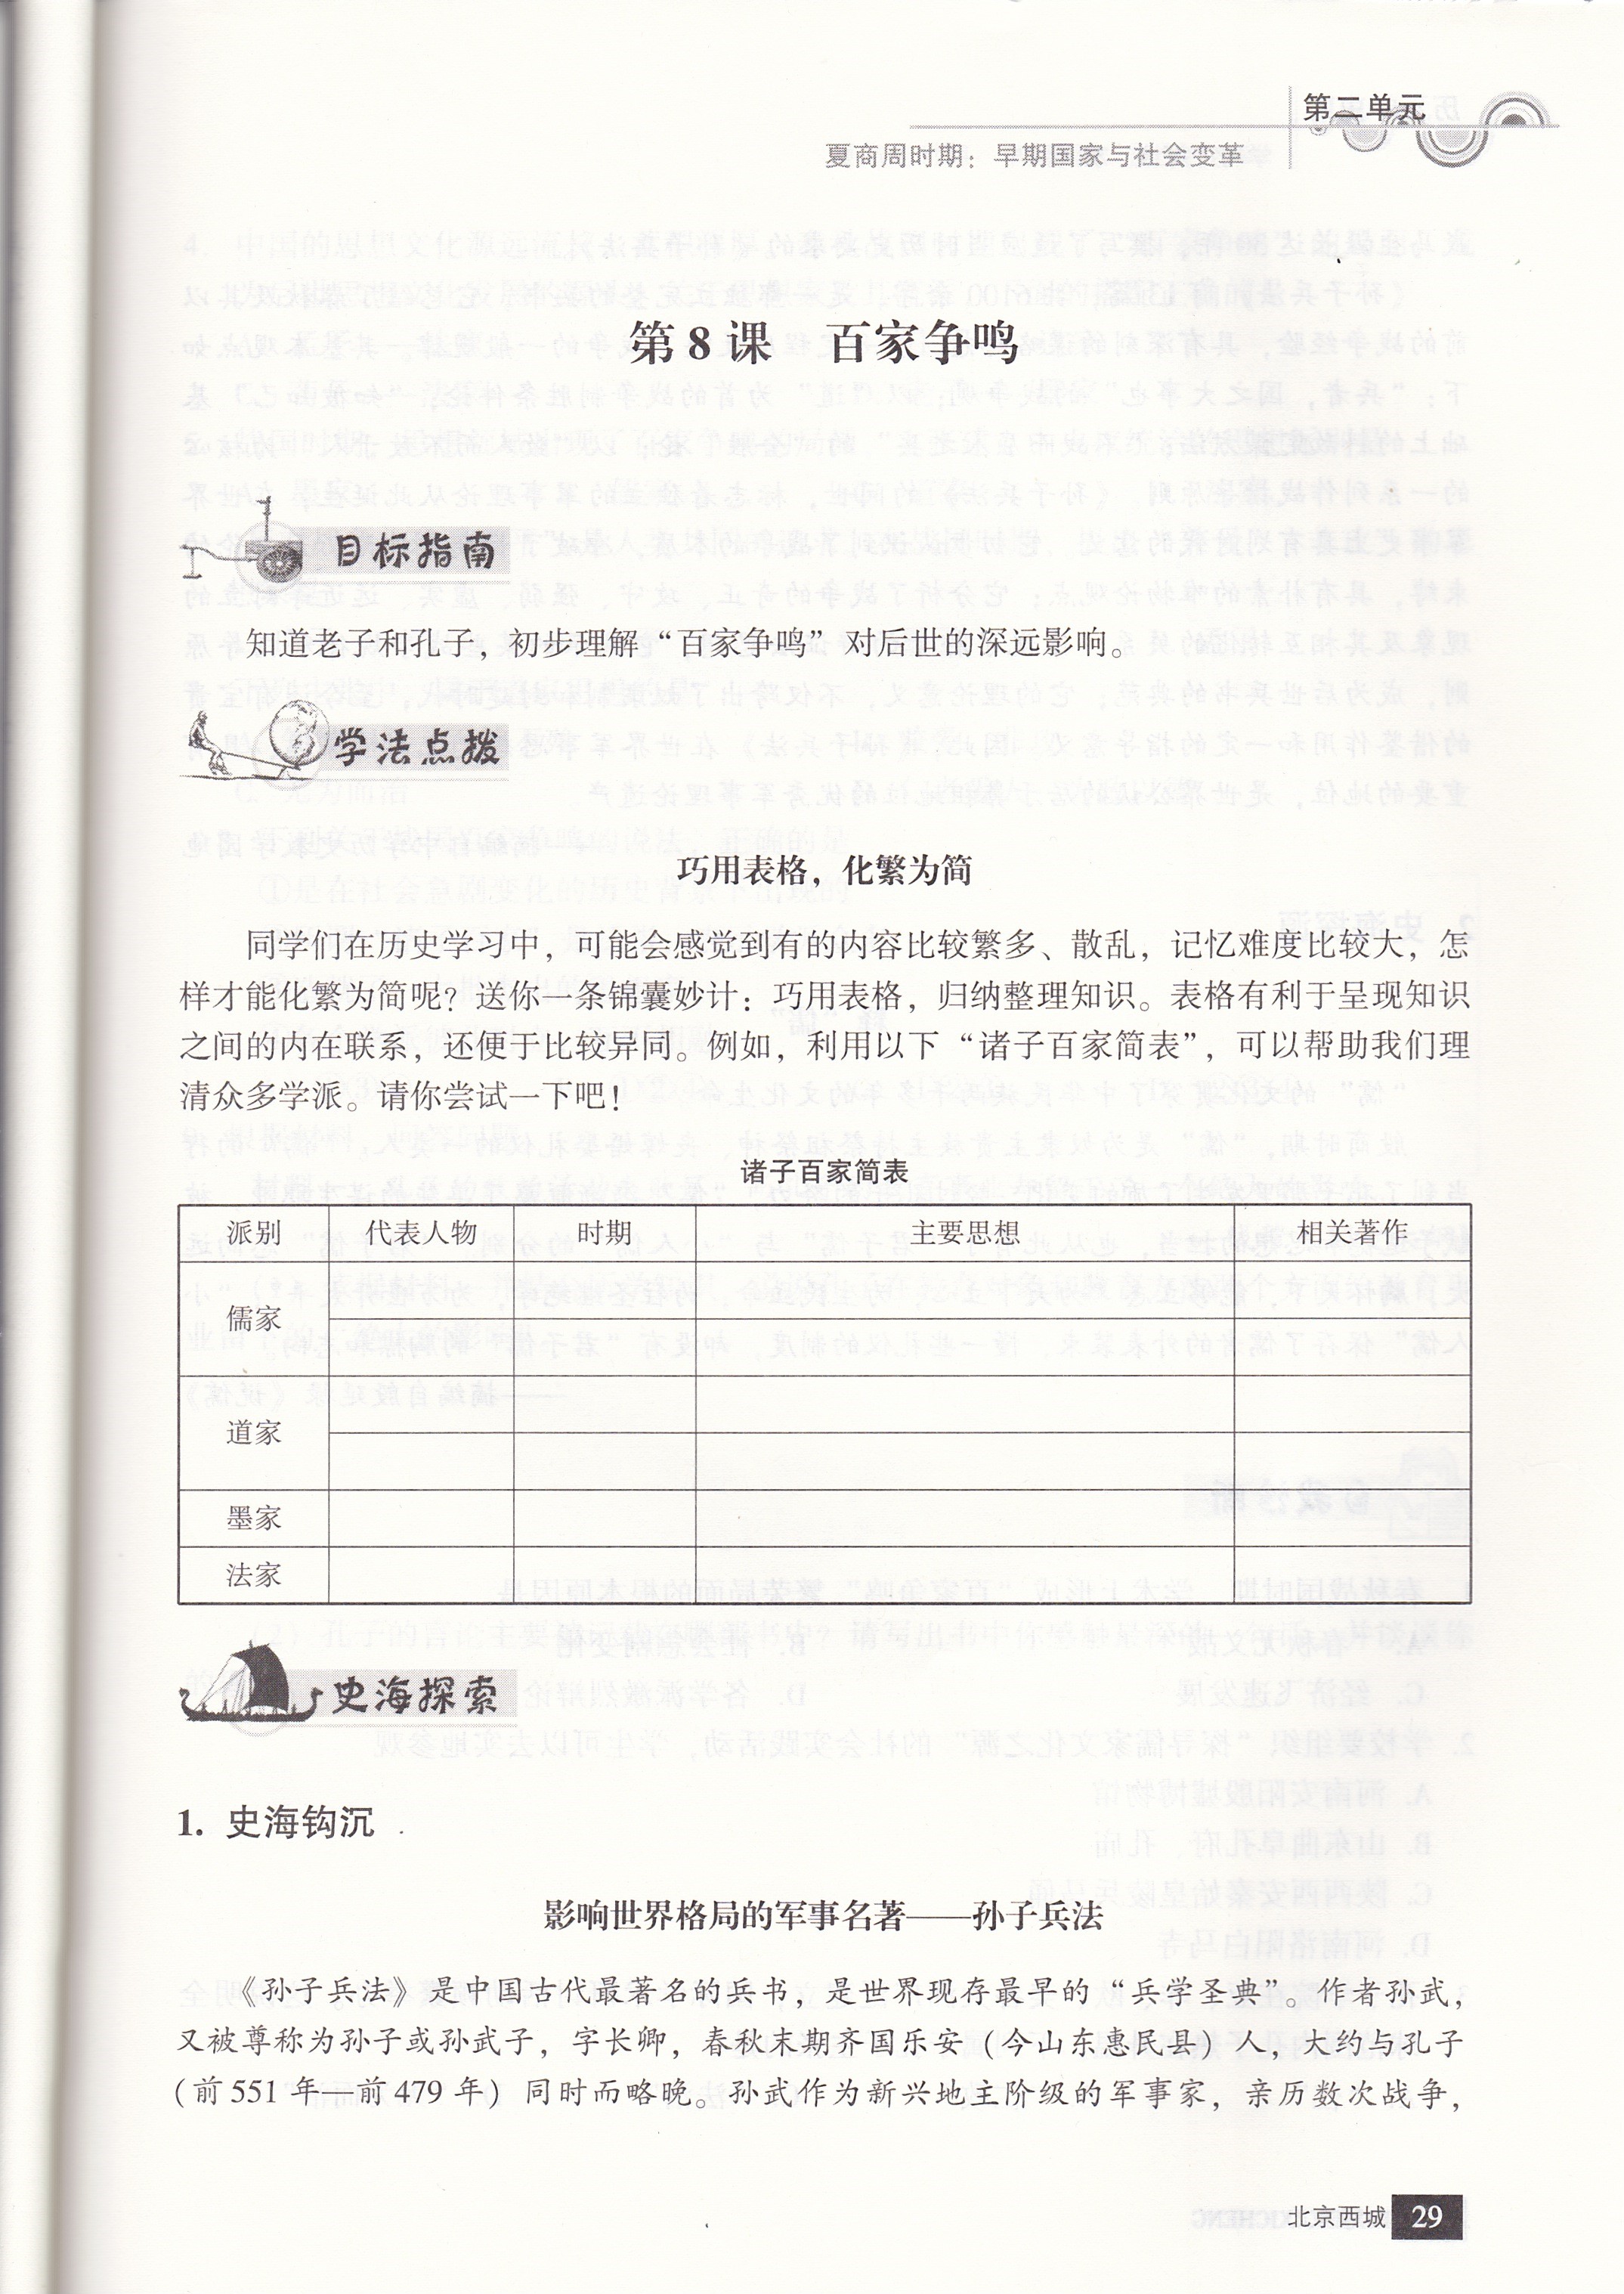 第二单元
夏商周时期：早期国家与社会变革
第 8 课　百家争鸣
目标指南
知道老子和孔子，初步理解“百家争鸣”对后世的深远影响。
学法点拨
巧用表格，化繁为简
同学们在历史学习中，可能会感觉到有的内容比较繁多、散乱，记忆难度比较大，怎
样才能化繁为简呢？送你一条锦囊妙计：巧用表格，归纳整理知识。表格有利于呈现知识
之间的内在联系，还便于比较异同。例如，利用以下“诸子百家简表”，可以帮助我们理
清众多学派。请你尝试一下吧！
诸子百家简表
派别　代表人物　时期　主要思想　相关著作
儒家
道家
墨家
法家
史海探索
1. 史海钩沉
影响世界格局的军事名著——孙子兵法
《孙子兵法》是中国古代最著名的兵书，是世界现存最早的“兵学圣典”。作者孙武，
又被尊称为孙子或孙武子，字长卿，春秋末期齐国乐安（今山东惠民县）人，大约与孔子
（前 551 年—前 479 年）同时而略晚。孙武作为新兴地主阶级的军事家，亲历数次战争，
北京西城 29